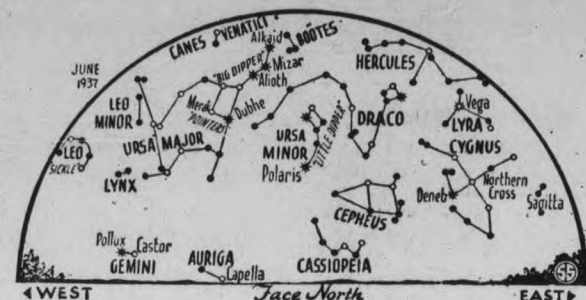 CANES VENATICI
Alkaid
BOÖTES
HERCULES
JUNE
1937
"BIG DIPPER"
Mizar
Alioth
LEO
MINOR
Merak
"POINTERS"
Dubhe
URSA MAJOR
URSA
MINOR
"LITTLE DIPPER"
DRACO
Vega
LYRA
CYGNUS
LEO
SICKLE
LYNX
Polaris
Deneb
Northern
Cross
Sagitta
CEPHEUS
Pollux
Castor
GEMINI
AURIGA
Capella
CASSIOPEIA
55
WEST
Face North
EAST